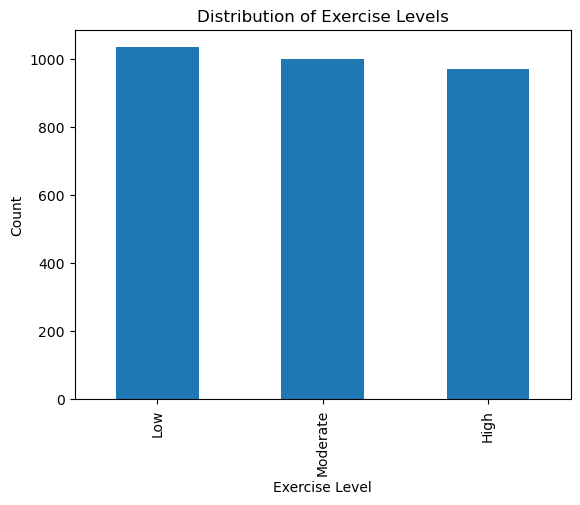 Distribution of Exercise Levels
1000
800
600
400
200
0
Count
Low
Moderate
High
Exercise Level